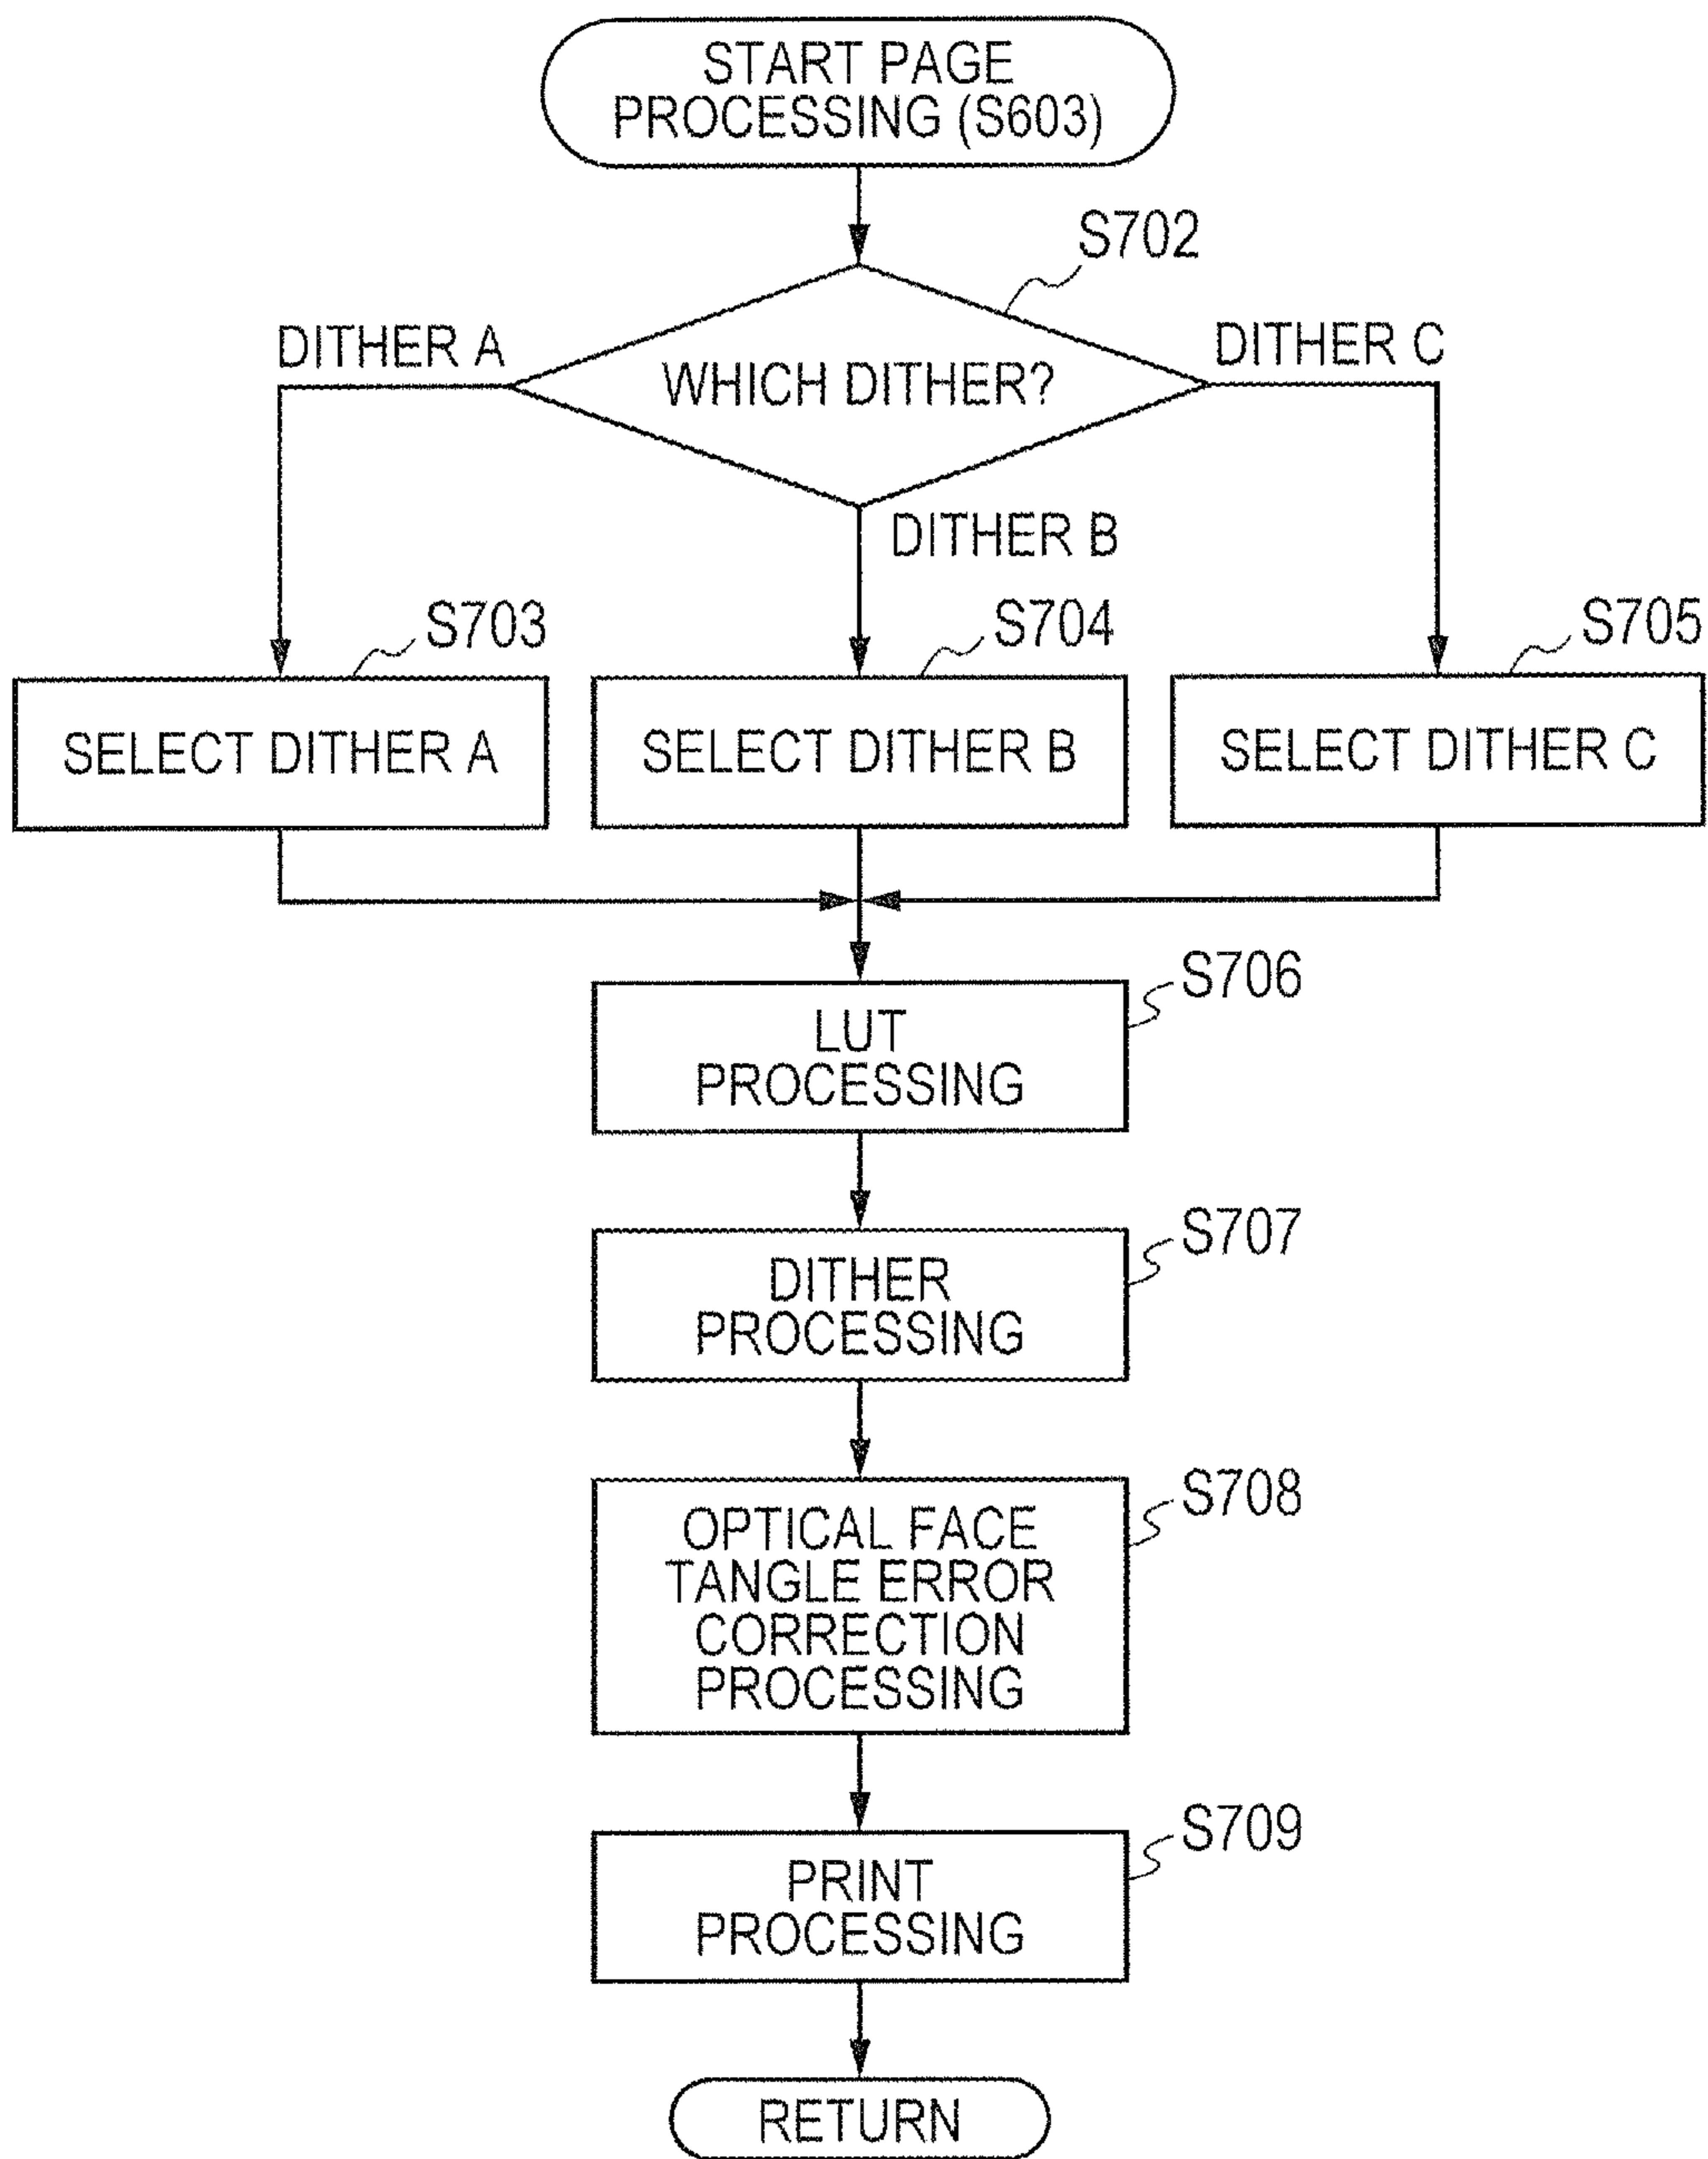 START PAGE
PROCESSING (S603)
S702
DITHER A
WHICH DITHER?
DITHER C
DITHER B
S703
S704
S705
SELECT DITHER A
SELECT DITHER B
SELECT DITHER C
S706
LUT
PROCESSING
S707
DITHER
PROCESSING
S708
OPTICAL FACE
TANGLE ERROR
CORRECTION
PROCESSING
S709
PRINT
PROCESSING
RETURN